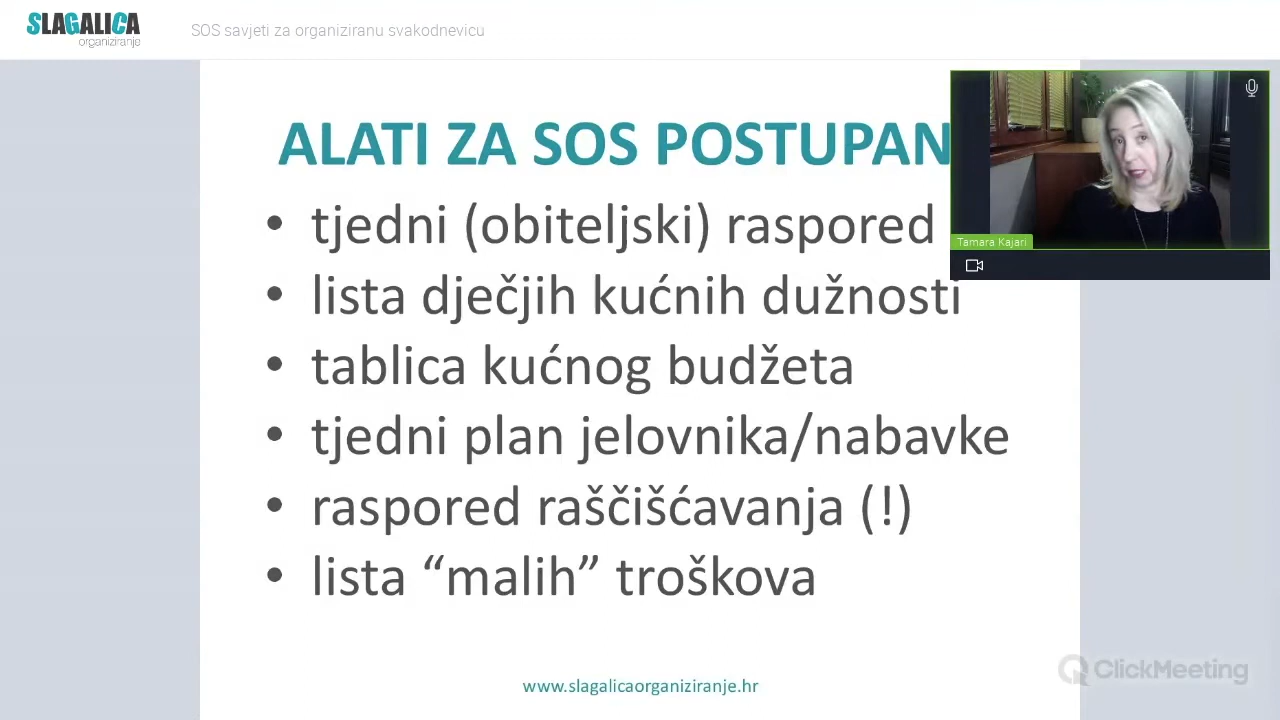 SLAGALICA
organiziranje
SOS savjeti za organiziranu svakodnevicu
ALATI ZA SOS POSTUPAN
• tjedni (obiteljski) raspored
• lista dječjih kućnih dužnosti
• tablica kućnog budžeta
• tjedni plan jelovnika/nabavke
• raspored raščišćavanja (!)
• lista “malih” troškova
www.slagalicaorganiziranje.hr
Tamara Kajari
ClickMeeting